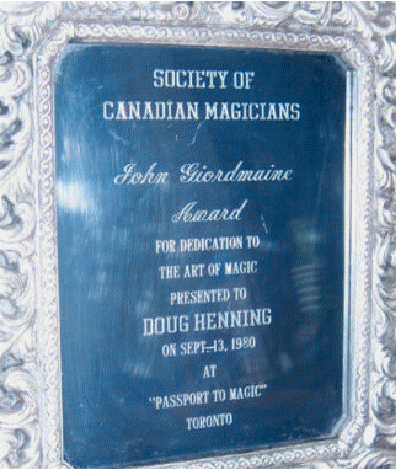 SOCIETY OF
CANADIAN MAGICIANS
John Giordmaine
Award
FOR DEDICATION TO
THE ART OF MAGIC
PRESENTED TO
DOUG HENNING
ON SEPT. 13, 1980
AT
"PASSPORT TO MAGIC"
TORONTO